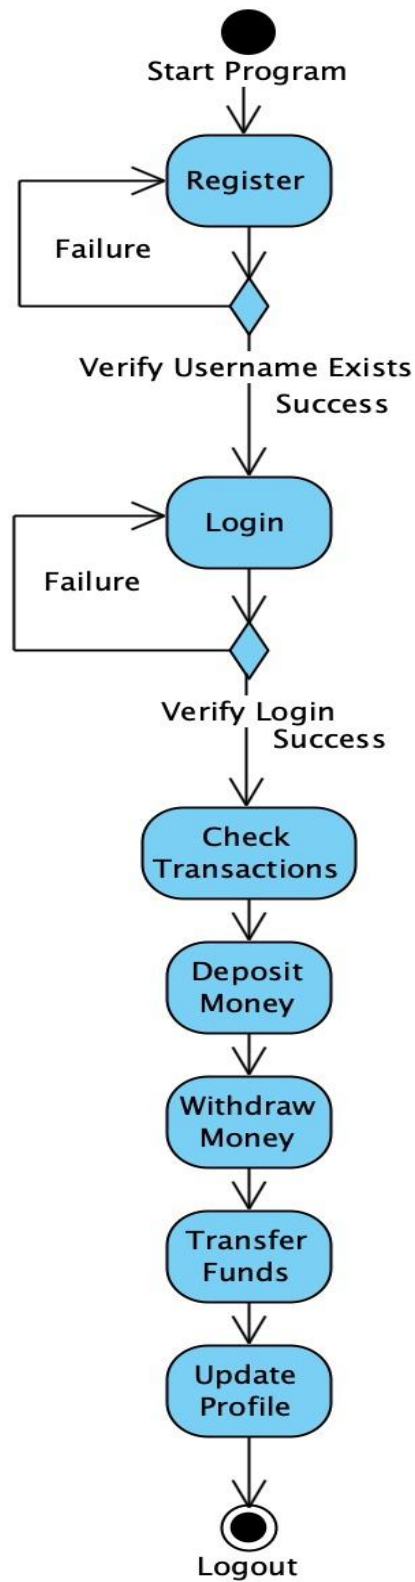 Start Program
Register
Failure
Verify Username Exists
Success
Login
Failure
Verify Login
Success
Check
Transactions
Deposit
Money
Withdraw
Money
Transfer
Funds
Update
Profile
Logout